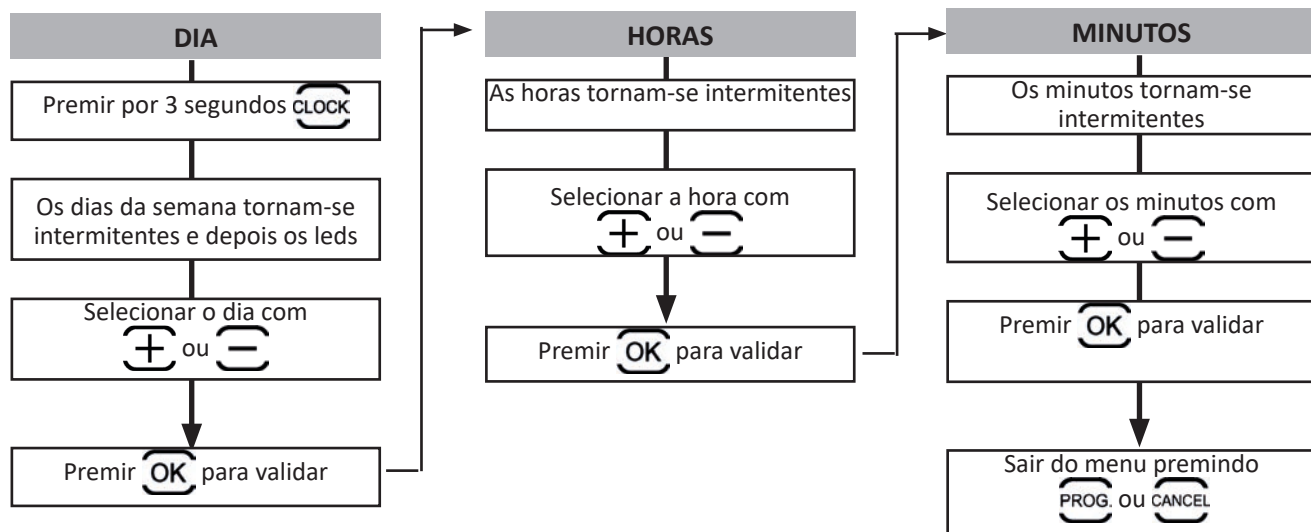 DIA
Premir por 3 segundos CLOCK
Os dias da semana tornam-se
intermitentes e depois os leds
Selecionar o dia com
+ ou −
Premir OK para validar
HORAS
As horas tornam-se intermitentes
Selecionar a hora com
+ ou −
Premir OK para validar
MINUTOS
Os minutos tornam-se
intermitentes
Selecionar os minutos com
+ ou −
Premir OK para validar
Sair do menu premindo
PROG. ou CANCEL